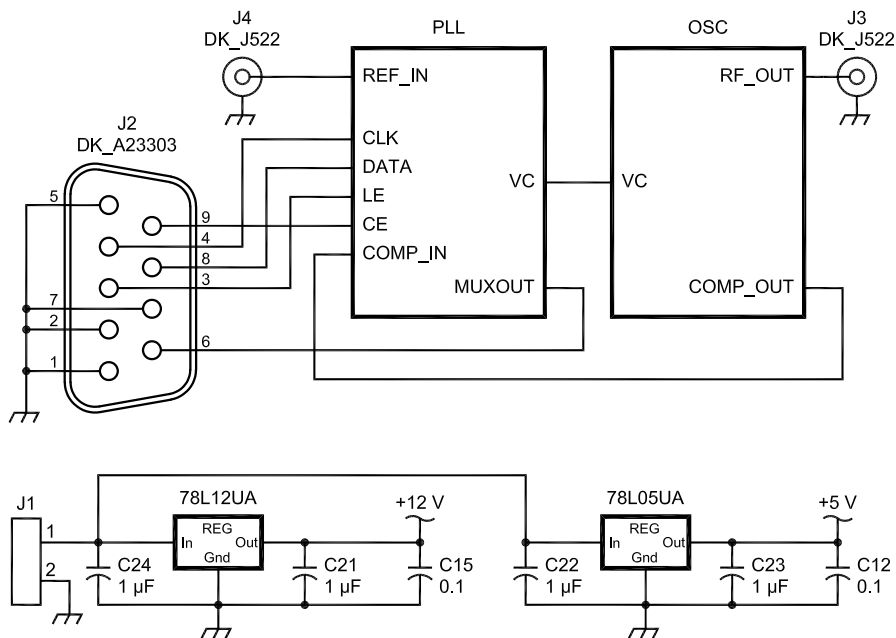 J4
DK_J522
PLL
OSC
J3
DK_J522
REF_IN
RF_OUT
J2
DK_A23303
CLK
DATA
LE
CE
COMP_IN
VC
VC
MUXOUT
COMP_OUT
5
9
4
8
3
7
2
6
1
J1
1
2
78L12UA
REG
In
Out
Gnd
+12 V
C24
1 µF
C21
1 µF
C15
0.1
78L05UA
REG
In
Out
Gnd
+5 V
C22
1 µF
C23
1 µF
C12
0.1